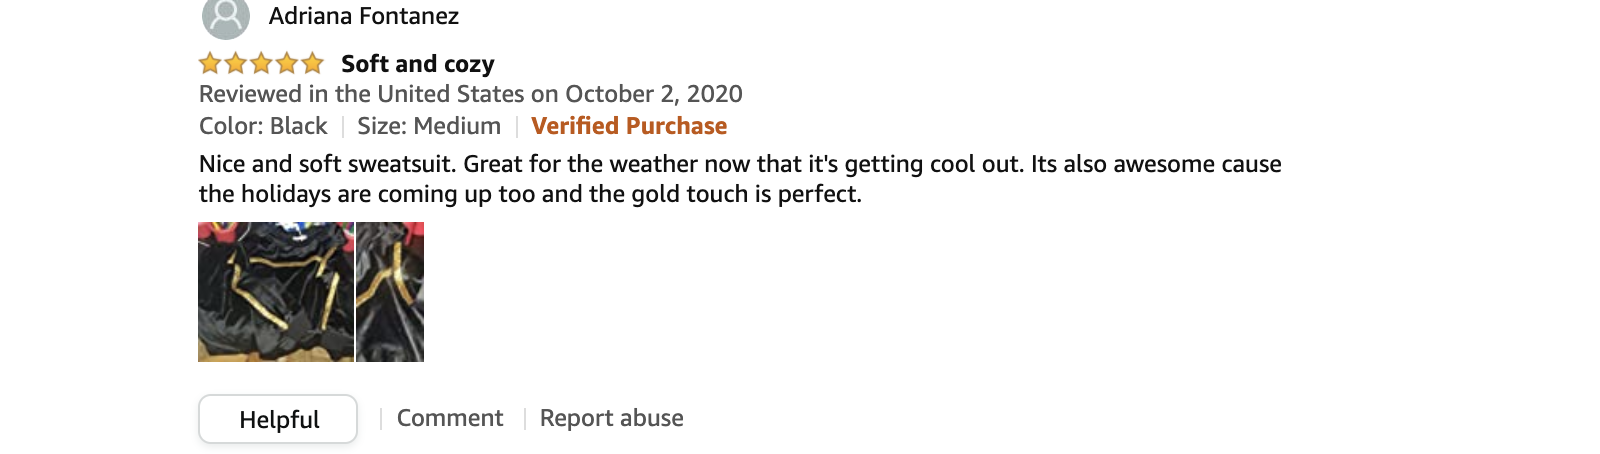 Adriana Fontanez
Soft and cozy
Reviewed in the United States on October 2, 2020
Color: Black | Size: Medium | Verified Purchase
Nice and soft sweatsuit. Great for the weather now that it's getting cool out. Its also awesome cause
the holidays are coming up too and the gold touch is perfect.
Helpful | Comment | Report abuse